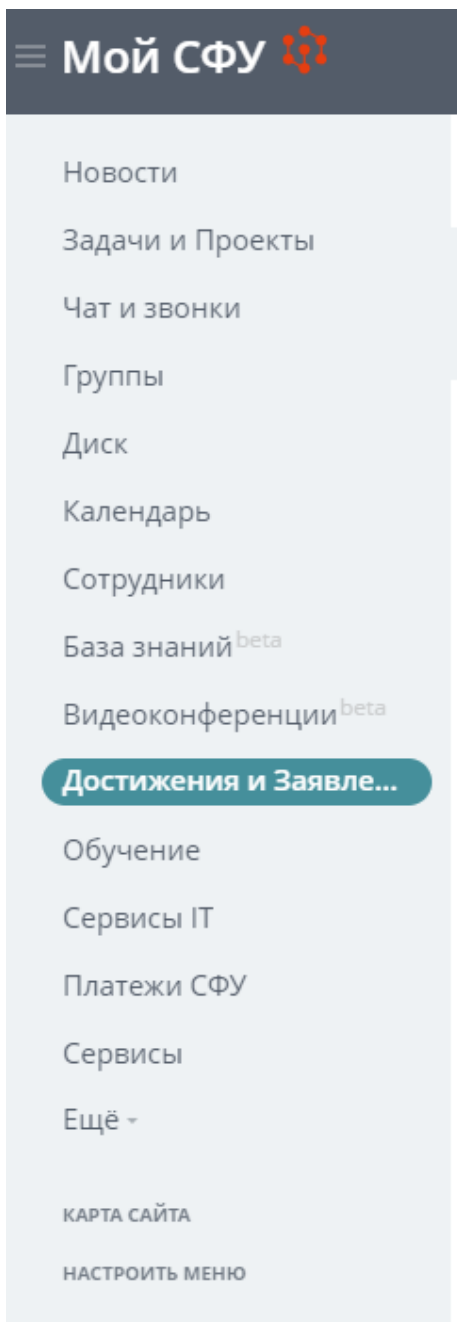 Мой СФУ
Новости
Задачи и Проекты
Чат и звонки
Группы
Диск
Календарь
Сотрудники
База знаний beta
Видеоконференции beta
Достижения и Заявле...
Обучение
Сервисы IT
Платежи СФУ
Сервисы
Ещё
КАРТА САЙТА
НАСТРОИТЬ МЕНЮ